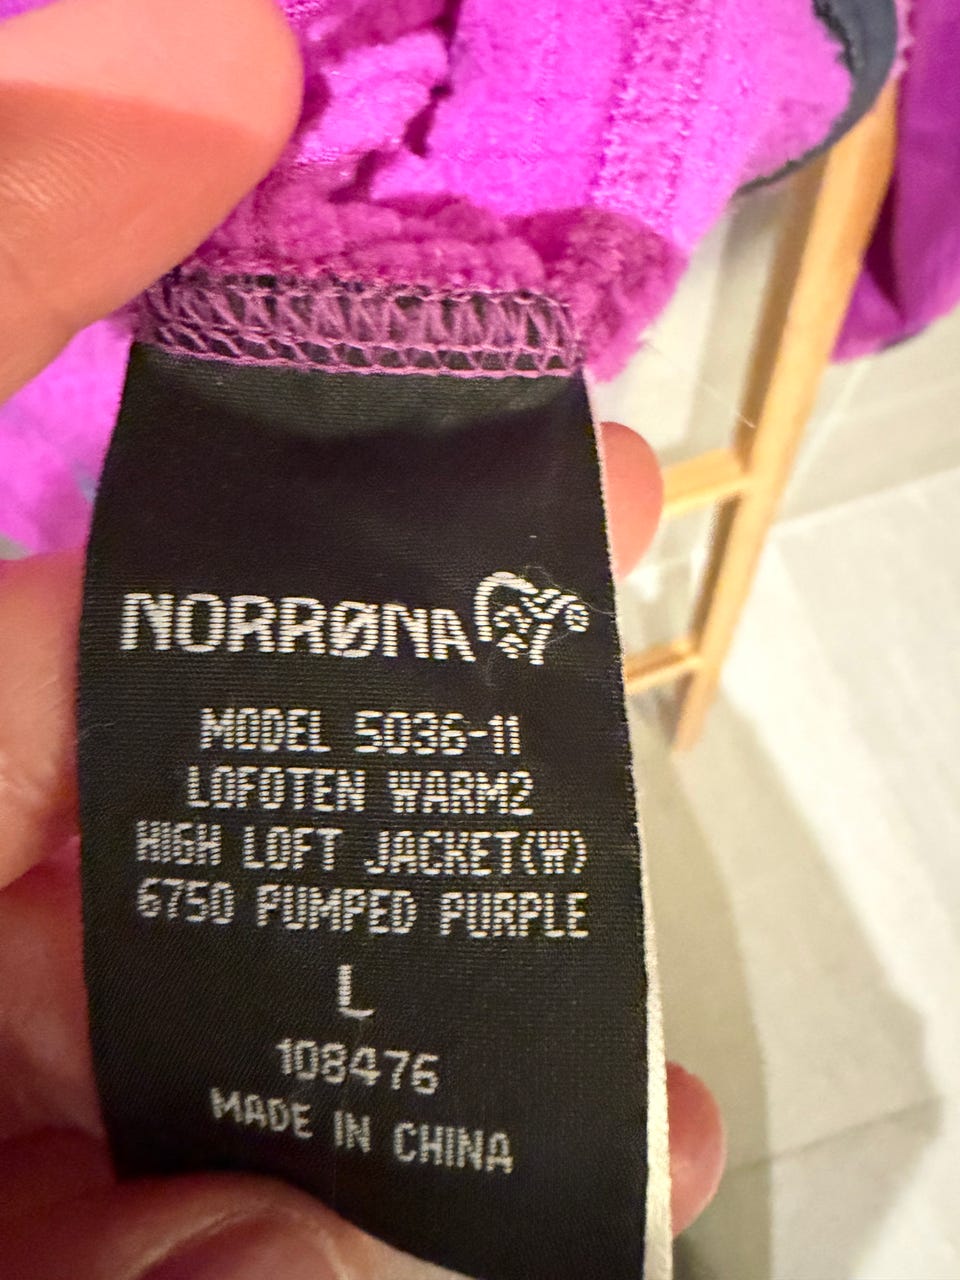 NORRØNA
MODEL 5036-11
LOFOTEN WARM2
HIGH LOFT JACKET(W)
6750 PUMPED PURPLE
L
108476
MADE IN CHINA